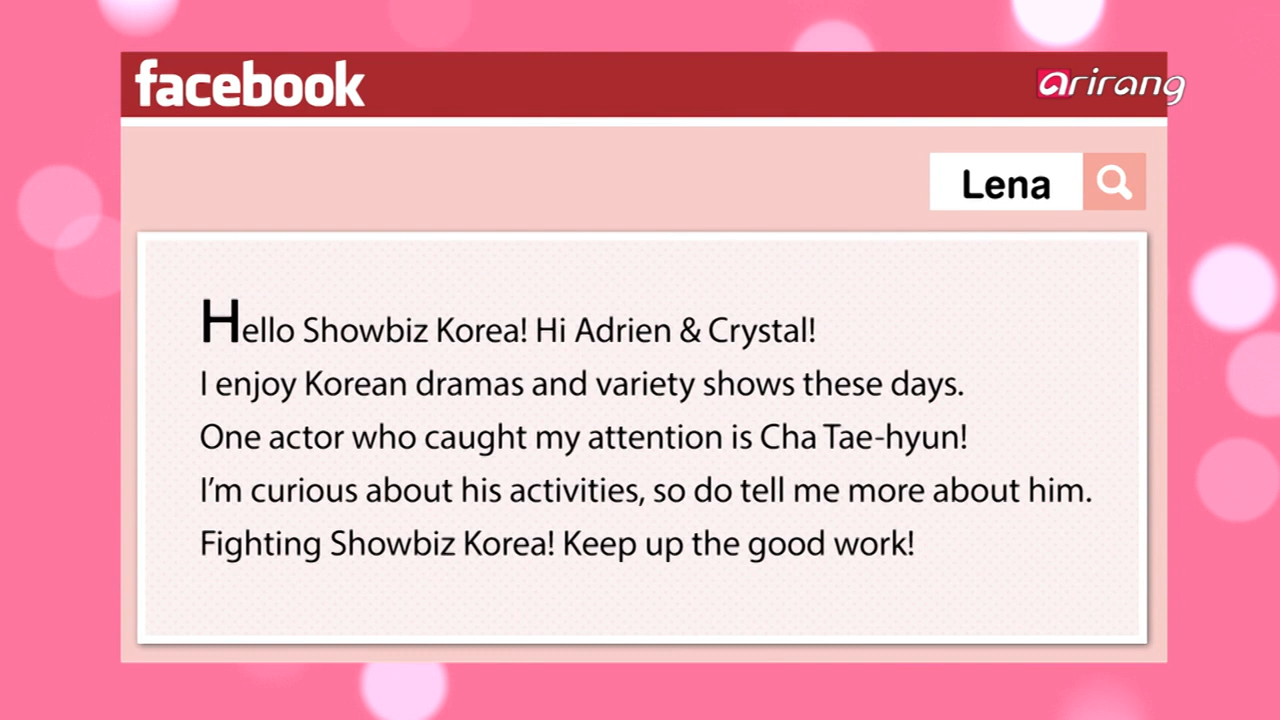 facebook
arirang
Lena
Hello Showbiz Korea! Hi Adrien & Crystal!
I enjoy Korean dramas and variety shows these days.
One actor who caught my attention is Cha Tae-hyun!
I'm curious about his activities, so do tell me more about him.
Fighting Showbiz Korea! Keep up the good work!